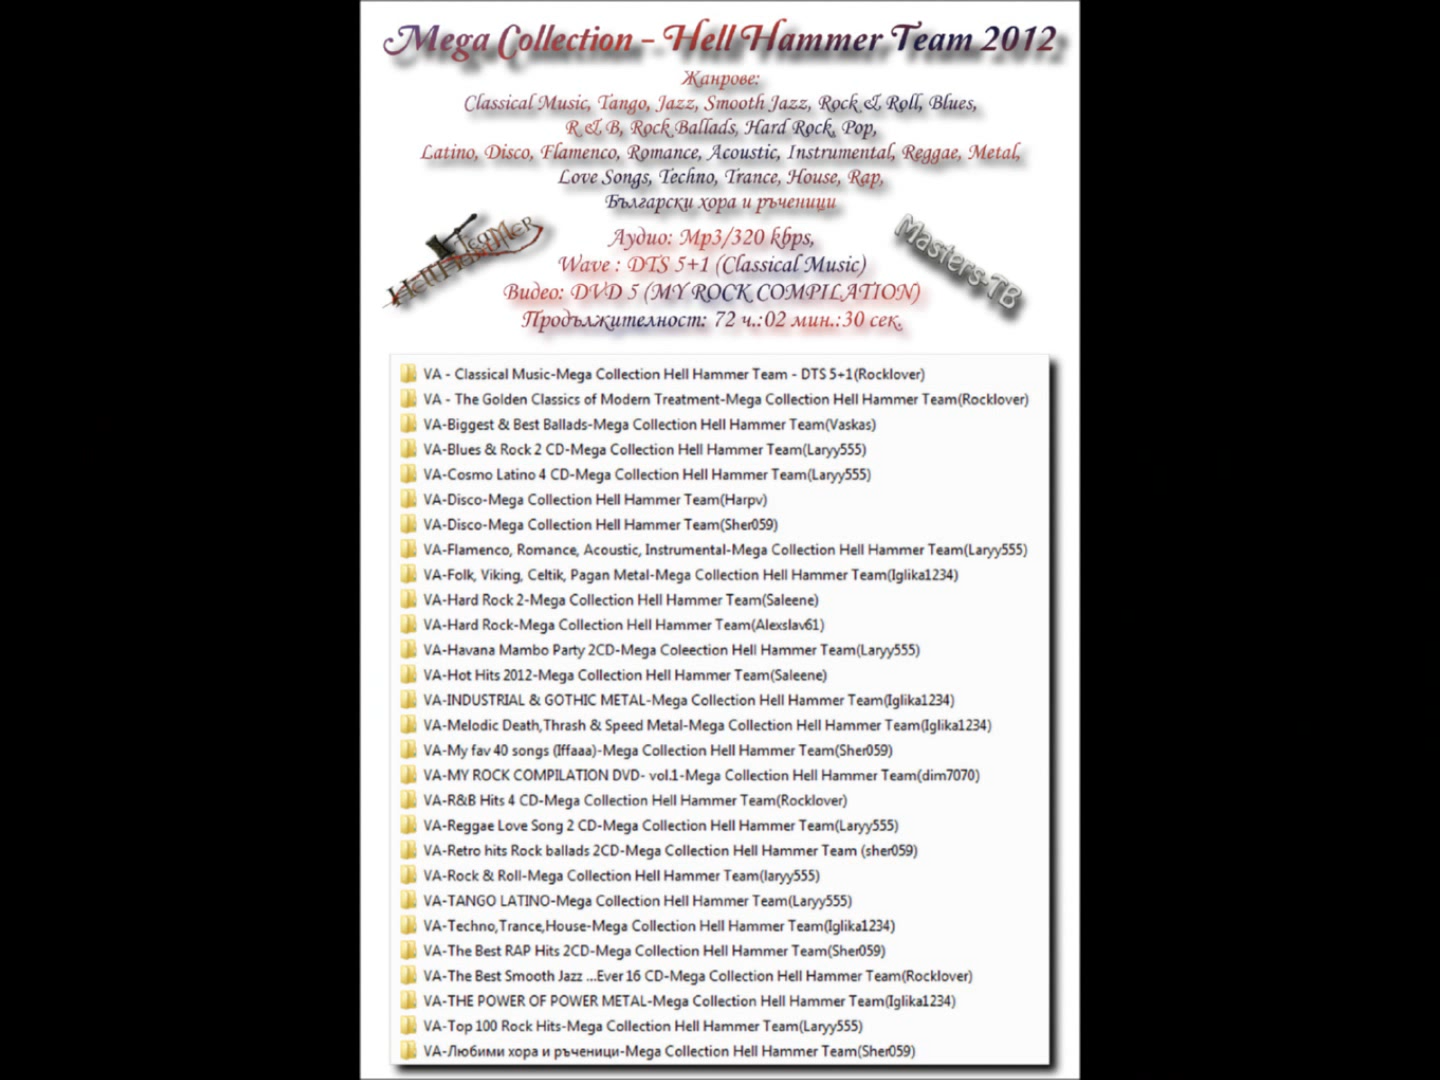 Mega Collection - Hell Hammer Team 2012
Жанрове:
Classical Music, Tango, Jazz, Smooth Jazz, Rock & Roll, Blues,
R & B, Rock Ballads, Hard Rock, Pop,
Latino, Disco, Flamenco, Romance, Acoustic, Instrumental, Reggae, Metal,
Love Songs, Techno, Trance, House, Rap,
Български хора и ръченици
HellHammer Team
Masters-TB
Аудио: Mp3/320 kbps,
Wave : DTS 5+1 (Classical Music)
Видео: DVD 5 (MY ROCK COMPILATION)
Продължителност: 72 ч.:02 мин.:30 сек.
VA - Classical Music-Mega Collection Hell Hammer Team - DTS 5+1(Rocklover)
VA - The Golden Classics of Modern Treatment-Mega Collection Hell Hammer Team(Rocklover)
VA-Biggest & Best Ballads-Mega Collection Hell Hammer Team(Vaskas)
VA-Blues & Rock 2 CD-Mega Collection Hell Hammer Team(Laryy555)
VA-Cosmo Latino 4 CD-Mega Collection Hell Hammer Team(Laryy555)
VA-Disco-Mega Collection Hell Hammer Team(Harpv)
VA-Disco-Mega Collection Hell Hammer Team(Sher059)
VA-Flamenco, Romance, Acoustic, Instrumental-Mega Collection Hell Hammer Team(Laryy555)
VA-Folk, Viking, Celtik, Pagan Metal-Mega Collection Hell Hammer Team(Iglika1234)
VA-Hard Rock 2-Mega Collection Hell Hammer Team(Saleene)
VA-Hard Rock-Mega Collection Hell Hammer Team(Alexslav61)
VA-Havana Mambo Party 2CD-Mega Coleection Hell Hammer Team(Laryy555)
VA-Hot Hits 2012-Mega Collection Hell Hammer Team(Saleene)
VA-INDUSTRIAL & GOTHIC METAL-Mega Collection Hell Hammer Team(Iglika1234)
VA-Melodic Death,Thrash & Speed Metal-Mega Collection Hell Hammer Team(Iglika1234)
VA-My fav 40 songs (Iffaaa)-Mega Collection Hell Hammer Team(Sher059)
VA-MY ROCK COMPILATION DVD- vol.1-Mega Collection Hell Hammer Team(dim7070)
VA-R&B Hits 4 CD-Mega Collection Hell Hammer Team(Rocklover)
VA-Reggae Love Song 2 CD-Mega Collection Hell Hammer Team(Laryy555)
VA-Retro hits Rock ballads 2CD-Mega Collection Hell Hammer Team (sher059)
VA-Rock & Roll-Mega Collection Hell Hammer Team(laryy555)
VA-TANGO LATINO-Mega Collection Hell Hammer Team(Laryy555)
VA-Techno,Trance,House-Mega Collection Hell Hammer Team(Iglika1234)
VA-The Best RAP Hits 2CD-Mega Collection Hell Hammer Team(Sher059)
VA-The Best Smooth Jazz ...Ever 16 CD-Mega Collection Hell Hammer Team(Rocklover)
VA-THE POWER OF POWER METAL-Mega Collection Hell Hammer Team(Iglika1234)
VA-Top 100 Rock Hits-Mega Collection Hell Hammer Team(Laryy555)
VA-Любими хора и ръченици-Mega Collection Hell Hammer Team(Sher059)